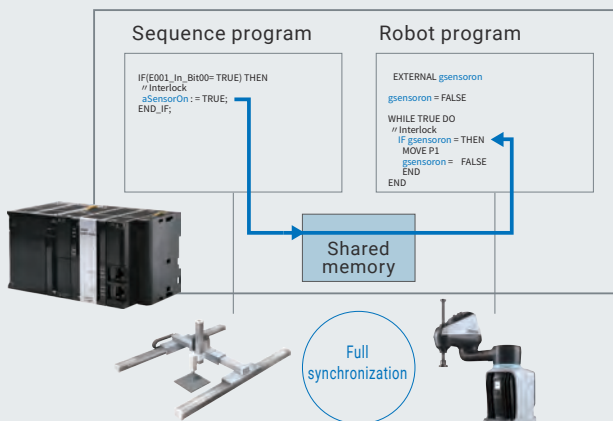 Sequence program
IF(E001_In_Bit00= TRUE) THEN
〃Interlock
aSensorOn : = TRUE;
END_IF;
Robot program
EXTERNAL gsensoron
gsensoron = FALSE
WHILE TRUE DO
〃Interlock
IF gsensoron = THEN
MOVE P1
gsensoron = FALSE
END
END
Shared
memory
Full
synchronization